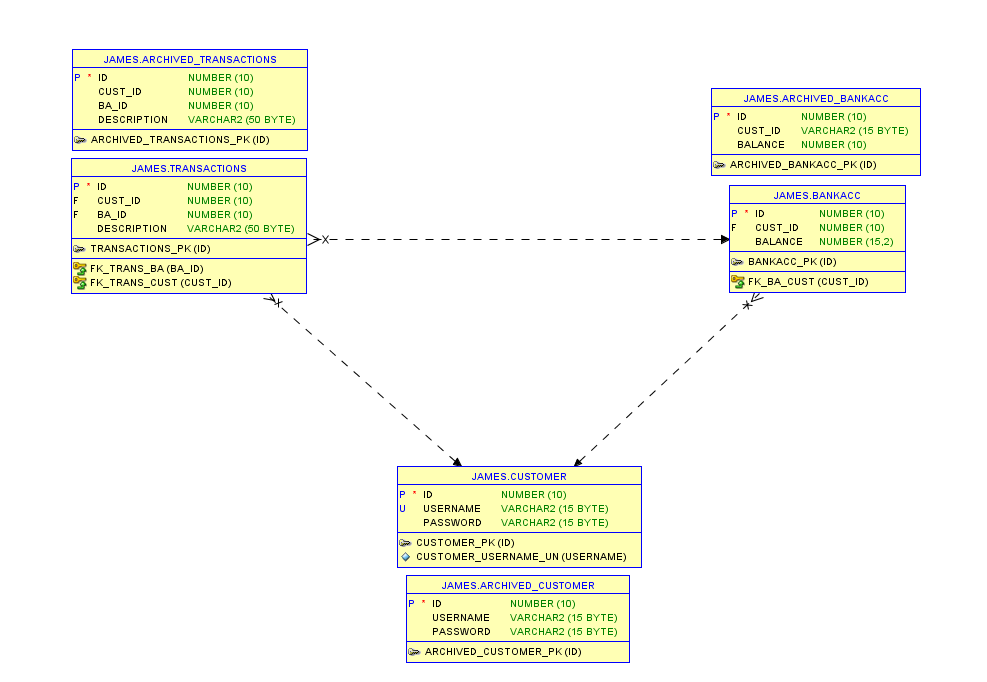 JAMES.ARCHIVED_TRANSACTIONS
P * ID NUMBER (10)
CUST_ID NUMBER (10)
BA_ID NUMBER (10)
DESCRIPTION VARCHAR2 (50 BYTE)
ARCHIVED_TRANSACTIONS_PK (ID)
JAMES.TRANSACTIONS
P * ID NUMBER (10)
F CUST_ID NUMBER (10)
F BA_ID NUMBER (10)
DESCRIPTION VARCHAR2 (50 BYTE)
TRANSACTIONS_PK (ID)
FK_TRANS_BA (BA_ID)
FK_TRANS_CUST (CUST_ID)
JAMES.ARCHIVED_BANKACC
P * ID NUMBER (10)
CUST_ID VARCHAR2 (15 BYTE)
BALANCE NUMBER (10)
ARCHIVED_BANKACC_PK (ID)
JAMES.BANKACC
P * ID NUMBER (10)
F CUST_ID NUMBER (10)
BALANCE NUMBER (15,2)
BANKACC_PK (ID)
FK_BA_CUST (CUST_ID)
JAMES.CUSTOMER
P * ID NUMBER (10)
U USERNAME VARCHAR2 (15 BYTE)
PASSWORD VARCHAR2 (15 BYTE)
CUSTOMER_PK (ID)
CUSTOMER_USERNAME_UN (USERNAME)
JAMES.ARCHIVED_CUSTOMER
P * ID NUMBER (10)
USERNAME VARCHAR2 (15 BYTE)
PASSWORD VARCHAR2 (15 BYTE)
ARCHIVED_CUSTOMER_PK (ID)